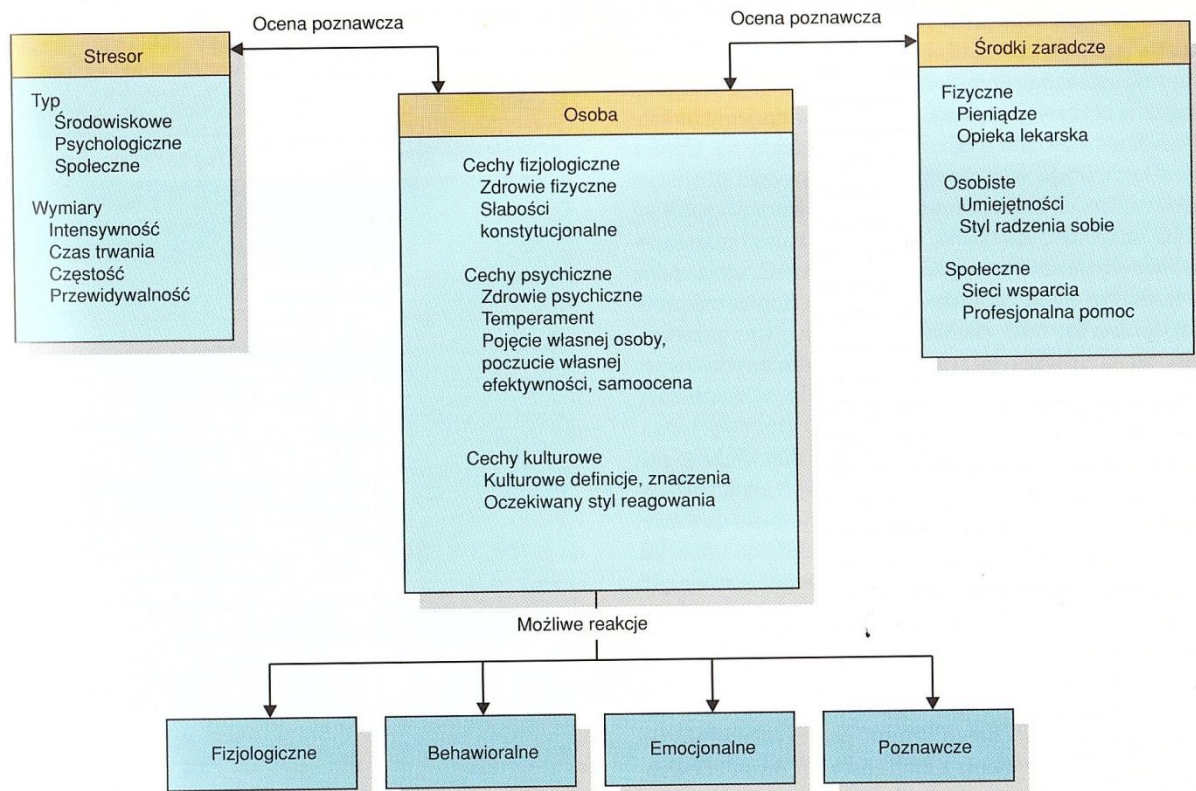 Ocena poznawcza
Ocena poznawcza
Stresor
Typ
Środowiskowe
Psychologiczne
Społeczne
Wymiary
Intensywność
Czas trwania
Częstość
Przewidywalność
Osoba
Cechy fizjologiczne
Zdrowie fizyczne
Słabości
konstytucjonalne
Cechy psychiczne
Zdrowie psychiczne
Temperament
Pojęcie własnej osoby,
poczucie własnej
efektywności, samoocena
Cechy kulturowe
Kulturowe definicje, znaczenia
Oczekiwany styl reagowania
Środki zaradcze
Fizyczne
Pieniądze
Opieka lekarska
Osobiste
Umiejętności
Styl radzenia sobie
Społeczne
Sieci wsparcia
Profesjonalna pomoc
Możliwe reakcje
Fizjologiczne
Behawioralne
Emocjonalne
Poznawcze